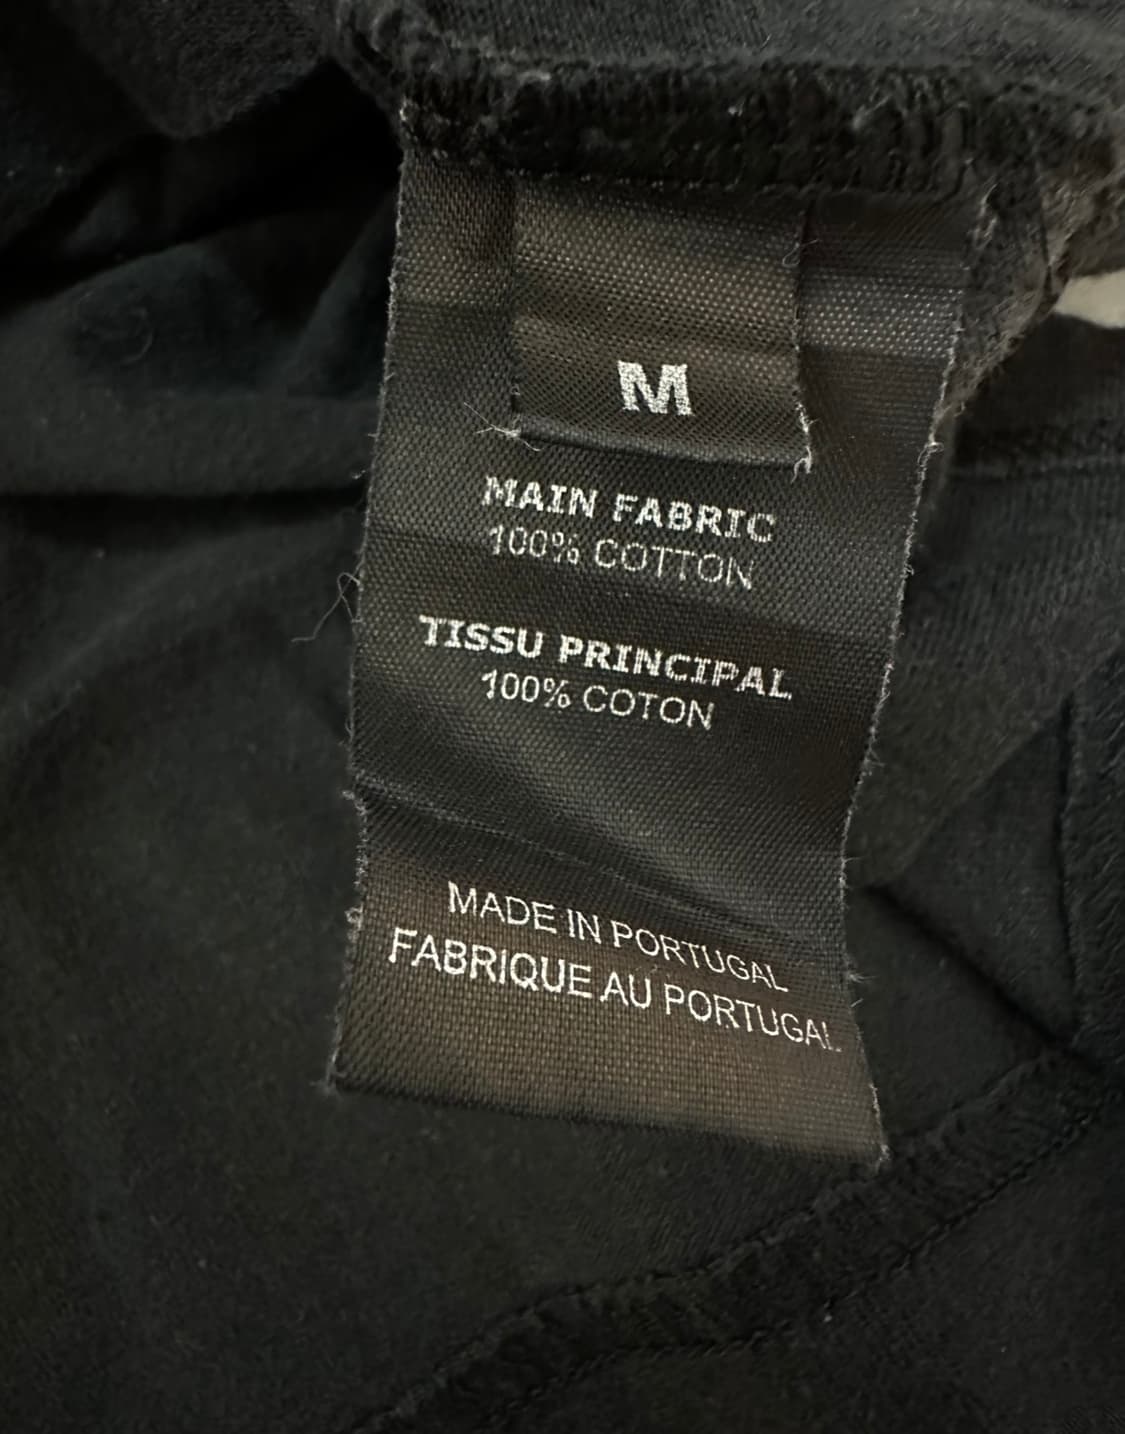 M
MAIN FABRIC
100% COTTON
TISSU PRINCIPAL
100% COTON
MADE IN PORTUGAL
FABRIQUE AU PORTUGAL